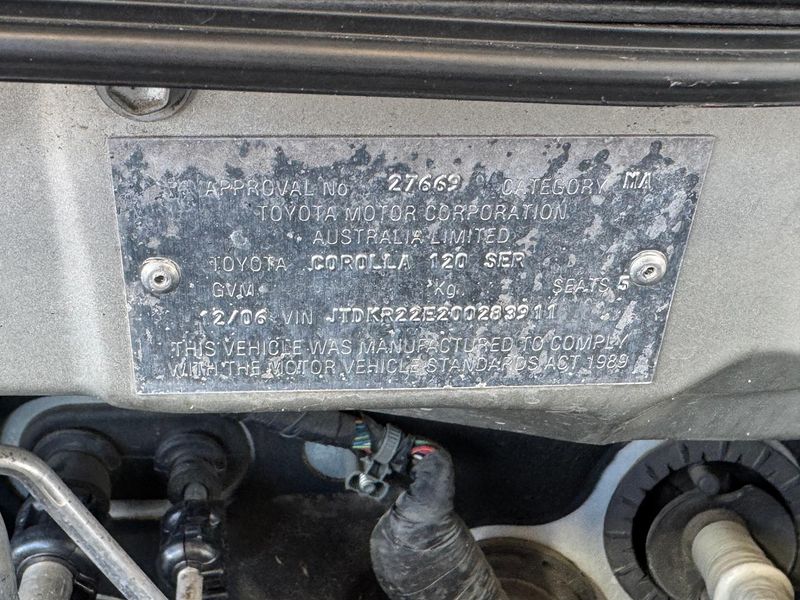 APPROVAL No 27669 CATEGORY MA
TOYOTA MOTOR CORPORATION
AUSTRALIA LIMITED
TOYOTA COROLLA 120 SER
GVM Kg SEATS 5
12/06 VIN JTDKR22E200283911
THIS VEHICLE WAS MANUFACTURED TO COMPLY
WITH THE MOTOR VEHICLE STANDARDS ACT 1989